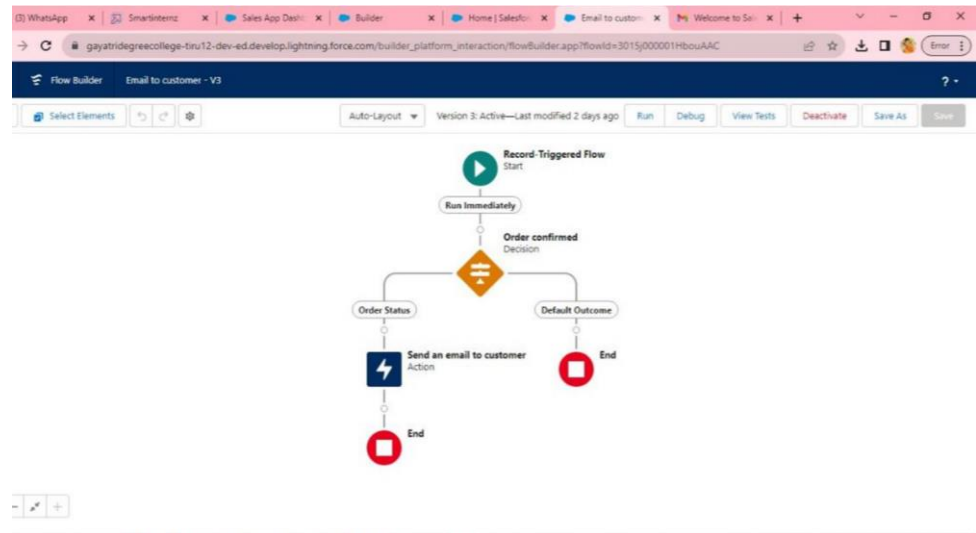 (3) WhatsApp
Smartinternz
Sales App Dash
Builder
Home | Salesfor
Email to custom
Welcome to Sal
gayatridegreecollege-tiru12-dev-ed.develop.lightning.force.com/builder_platform_interaction/flowBuilder.app?flowId=3015j000001HbouAAC
Error
Flow Builder Email to customer - V3
?
Select Elements
Auto-Layout
Version 3: Active—Last modified 2 days ago
Run
Debug
View Tests
Deactivate
Save As
Save
Record-Triggered Flow
Start
Run Immediately
Order confirmed
Decision
Order Status
Default Outcome
Send an email to customer
Action
End
End